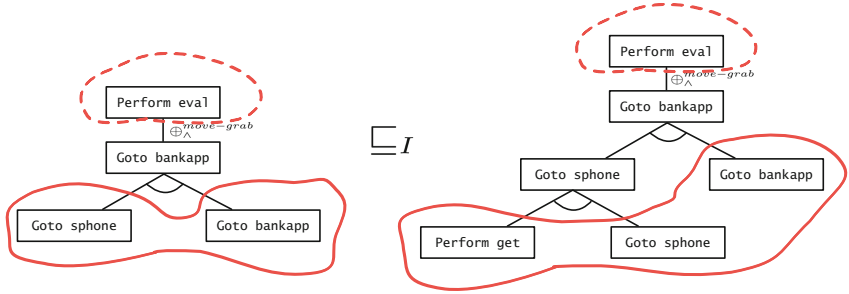 Perform eval
⊕∧move−grab
Goto bankapp
Goto sphone
Goto bankapp
⊑I
Perform eval
⊕∧move−grab
Goto bankapp
Goto sphone
Goto bankapp
Perform get
Goto sphone